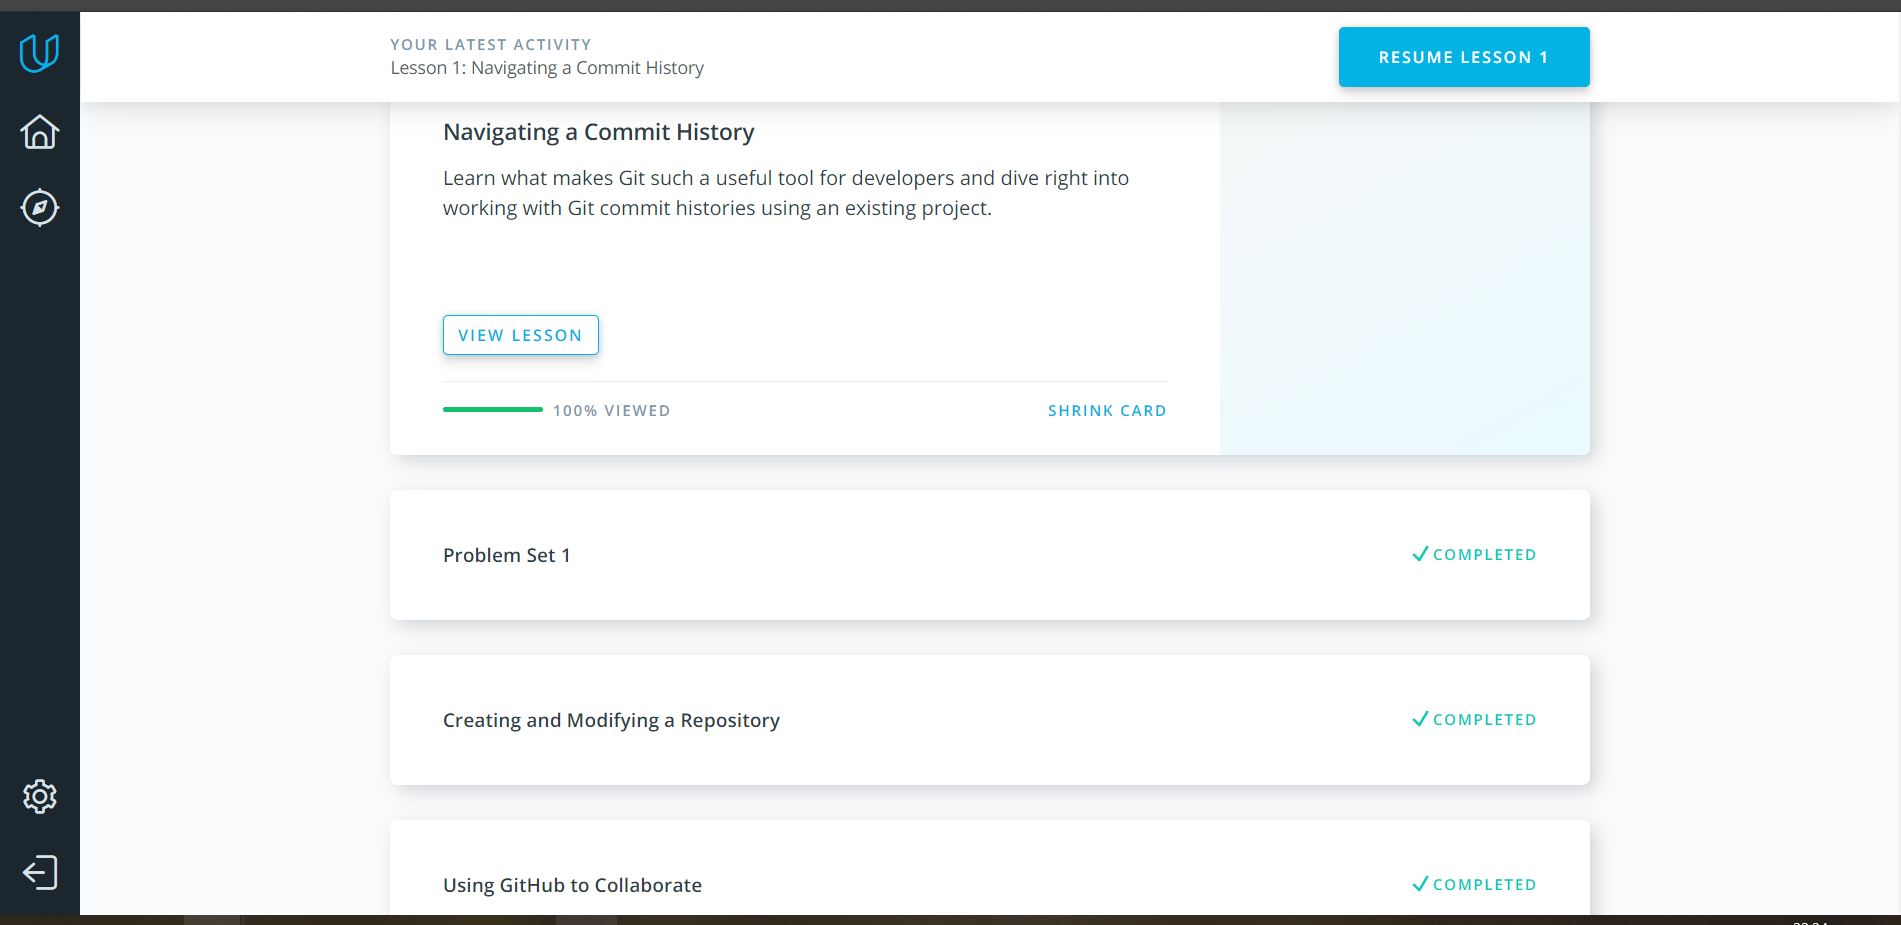 YOUR LATEST ACTIVITY
Lesson 1: Navigating a Commit History
RESUME LESSON 1
Navigating a Commit History
Learn what makes Git such a useful tool for developers and dive right into
working with Git commit histories using an existing project.
VIEW LESSON
100% VIEWED
SHRINK CARD
Problem Set 1
COMPLETED
Creating and Modifying a Repository
COMPLETED
Using GitHub to Collaborate
COMPLETED